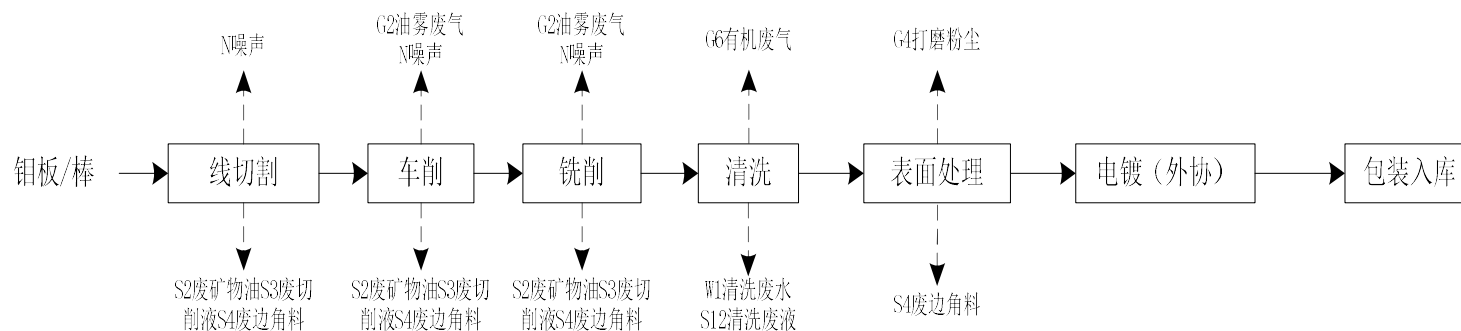 N噪声
G2油雾废气
N噪声
G2油雾废气
N噪声
G6有机废气
G4打磨粉尘
钼板/棒
线切割
车削
铣削
清洗
表面处理
电镀（外协）
包装入库
S2废矿物油S3废切
削液S4废边角料
S2废矿物油S3废切
削液S4废边角料
S2废矿物油S3废切
削液S4废边角料
W1清洗废水
S12清洗废液
S4废边角料